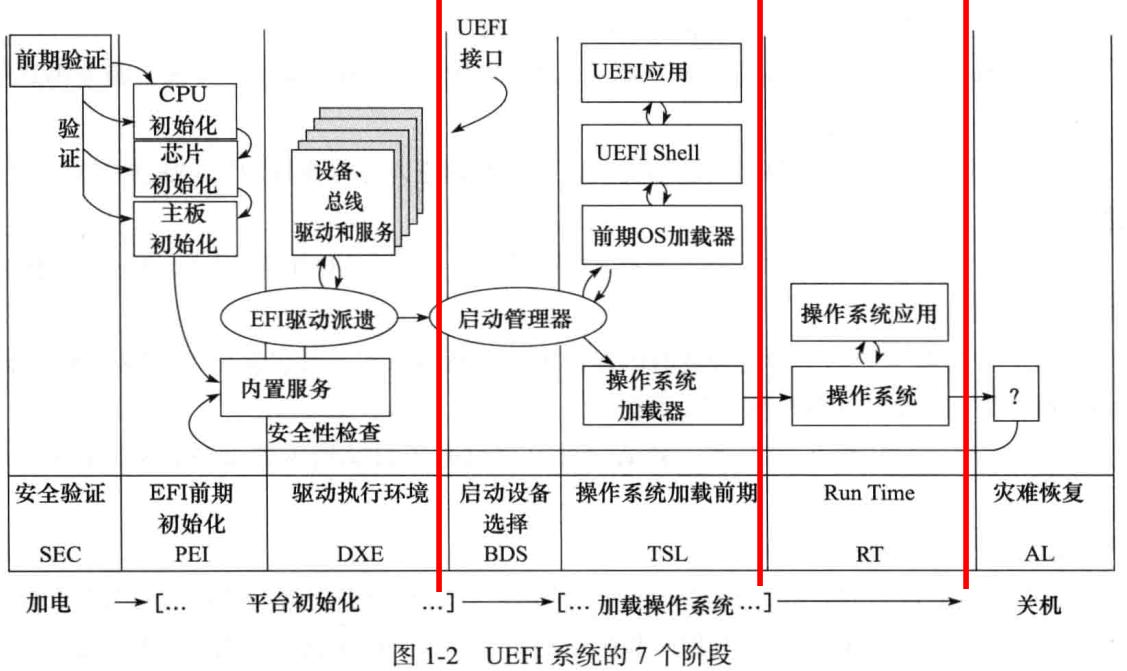 前期验证
验
证
CPU
初始化
芯片
初始化
主板
初始化
设备、
总线
驱动和服务
EFI驱动派遣
内置服务
安全性检查
UEFI
接口
启动管理器
UEFI应用
UEFI Shell
前期OS加载器
操作系统
加载器
操作系统应用
操作系统
?
安全验证
SEC
EFI前期
初始化
PEI
驱动执行环境
DXE
启动设备
选择
BDS
操作系统加载前期
TSL
Run Time
RT
灾难恢复
AL
加电
[… 平台初始化 …]
[… 加载操作系统 …]
关机
图 1-2 UEFI 系统的 7 个阶段